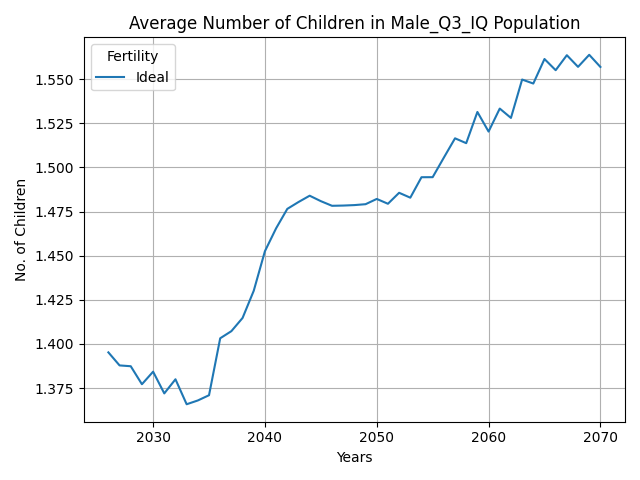 Average Number of Children in Male_Q3_IQ Population
Fertility
Ideal
No. of Children
1.550
1.525
1.500
1.475
1.450
1.425
1.400
1.375
2030 2040 2050 2060 2070
Years